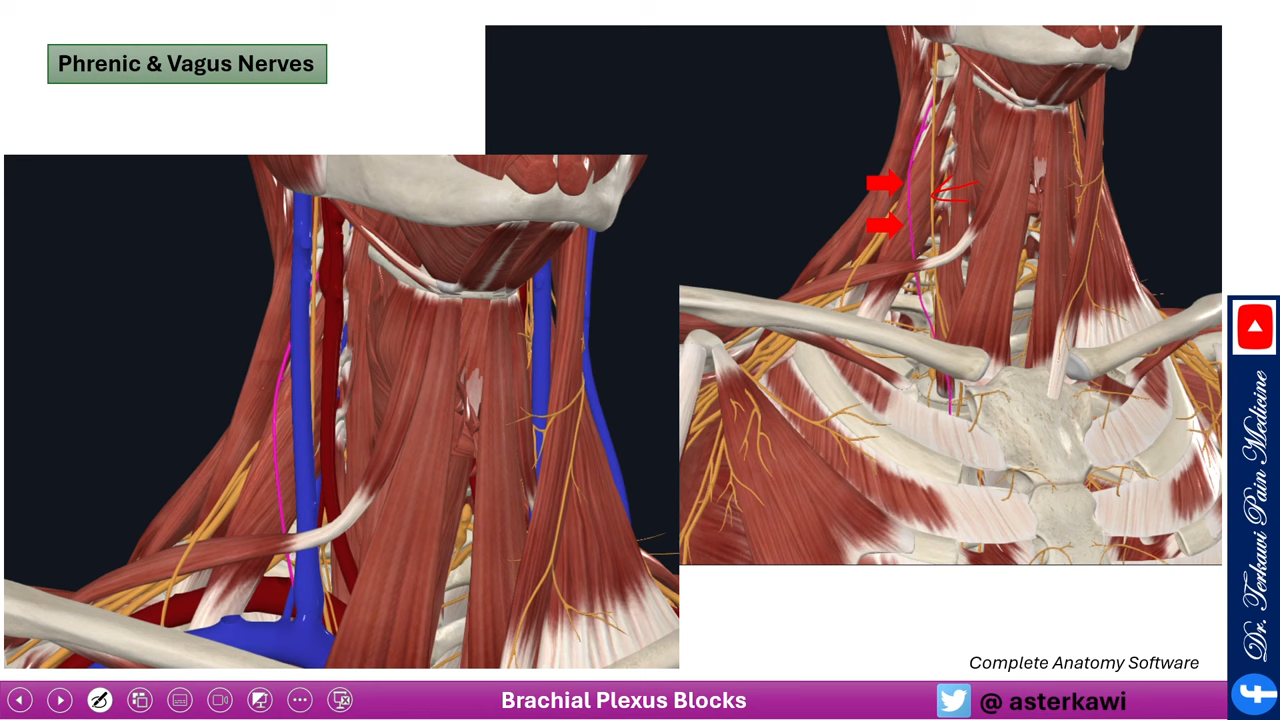 Phrenic & Vagus Nerves
Complete Anatomy Software
Dr. Terkawi Pain Medicine
Brachial Plexus Blocks
@ asterkawi